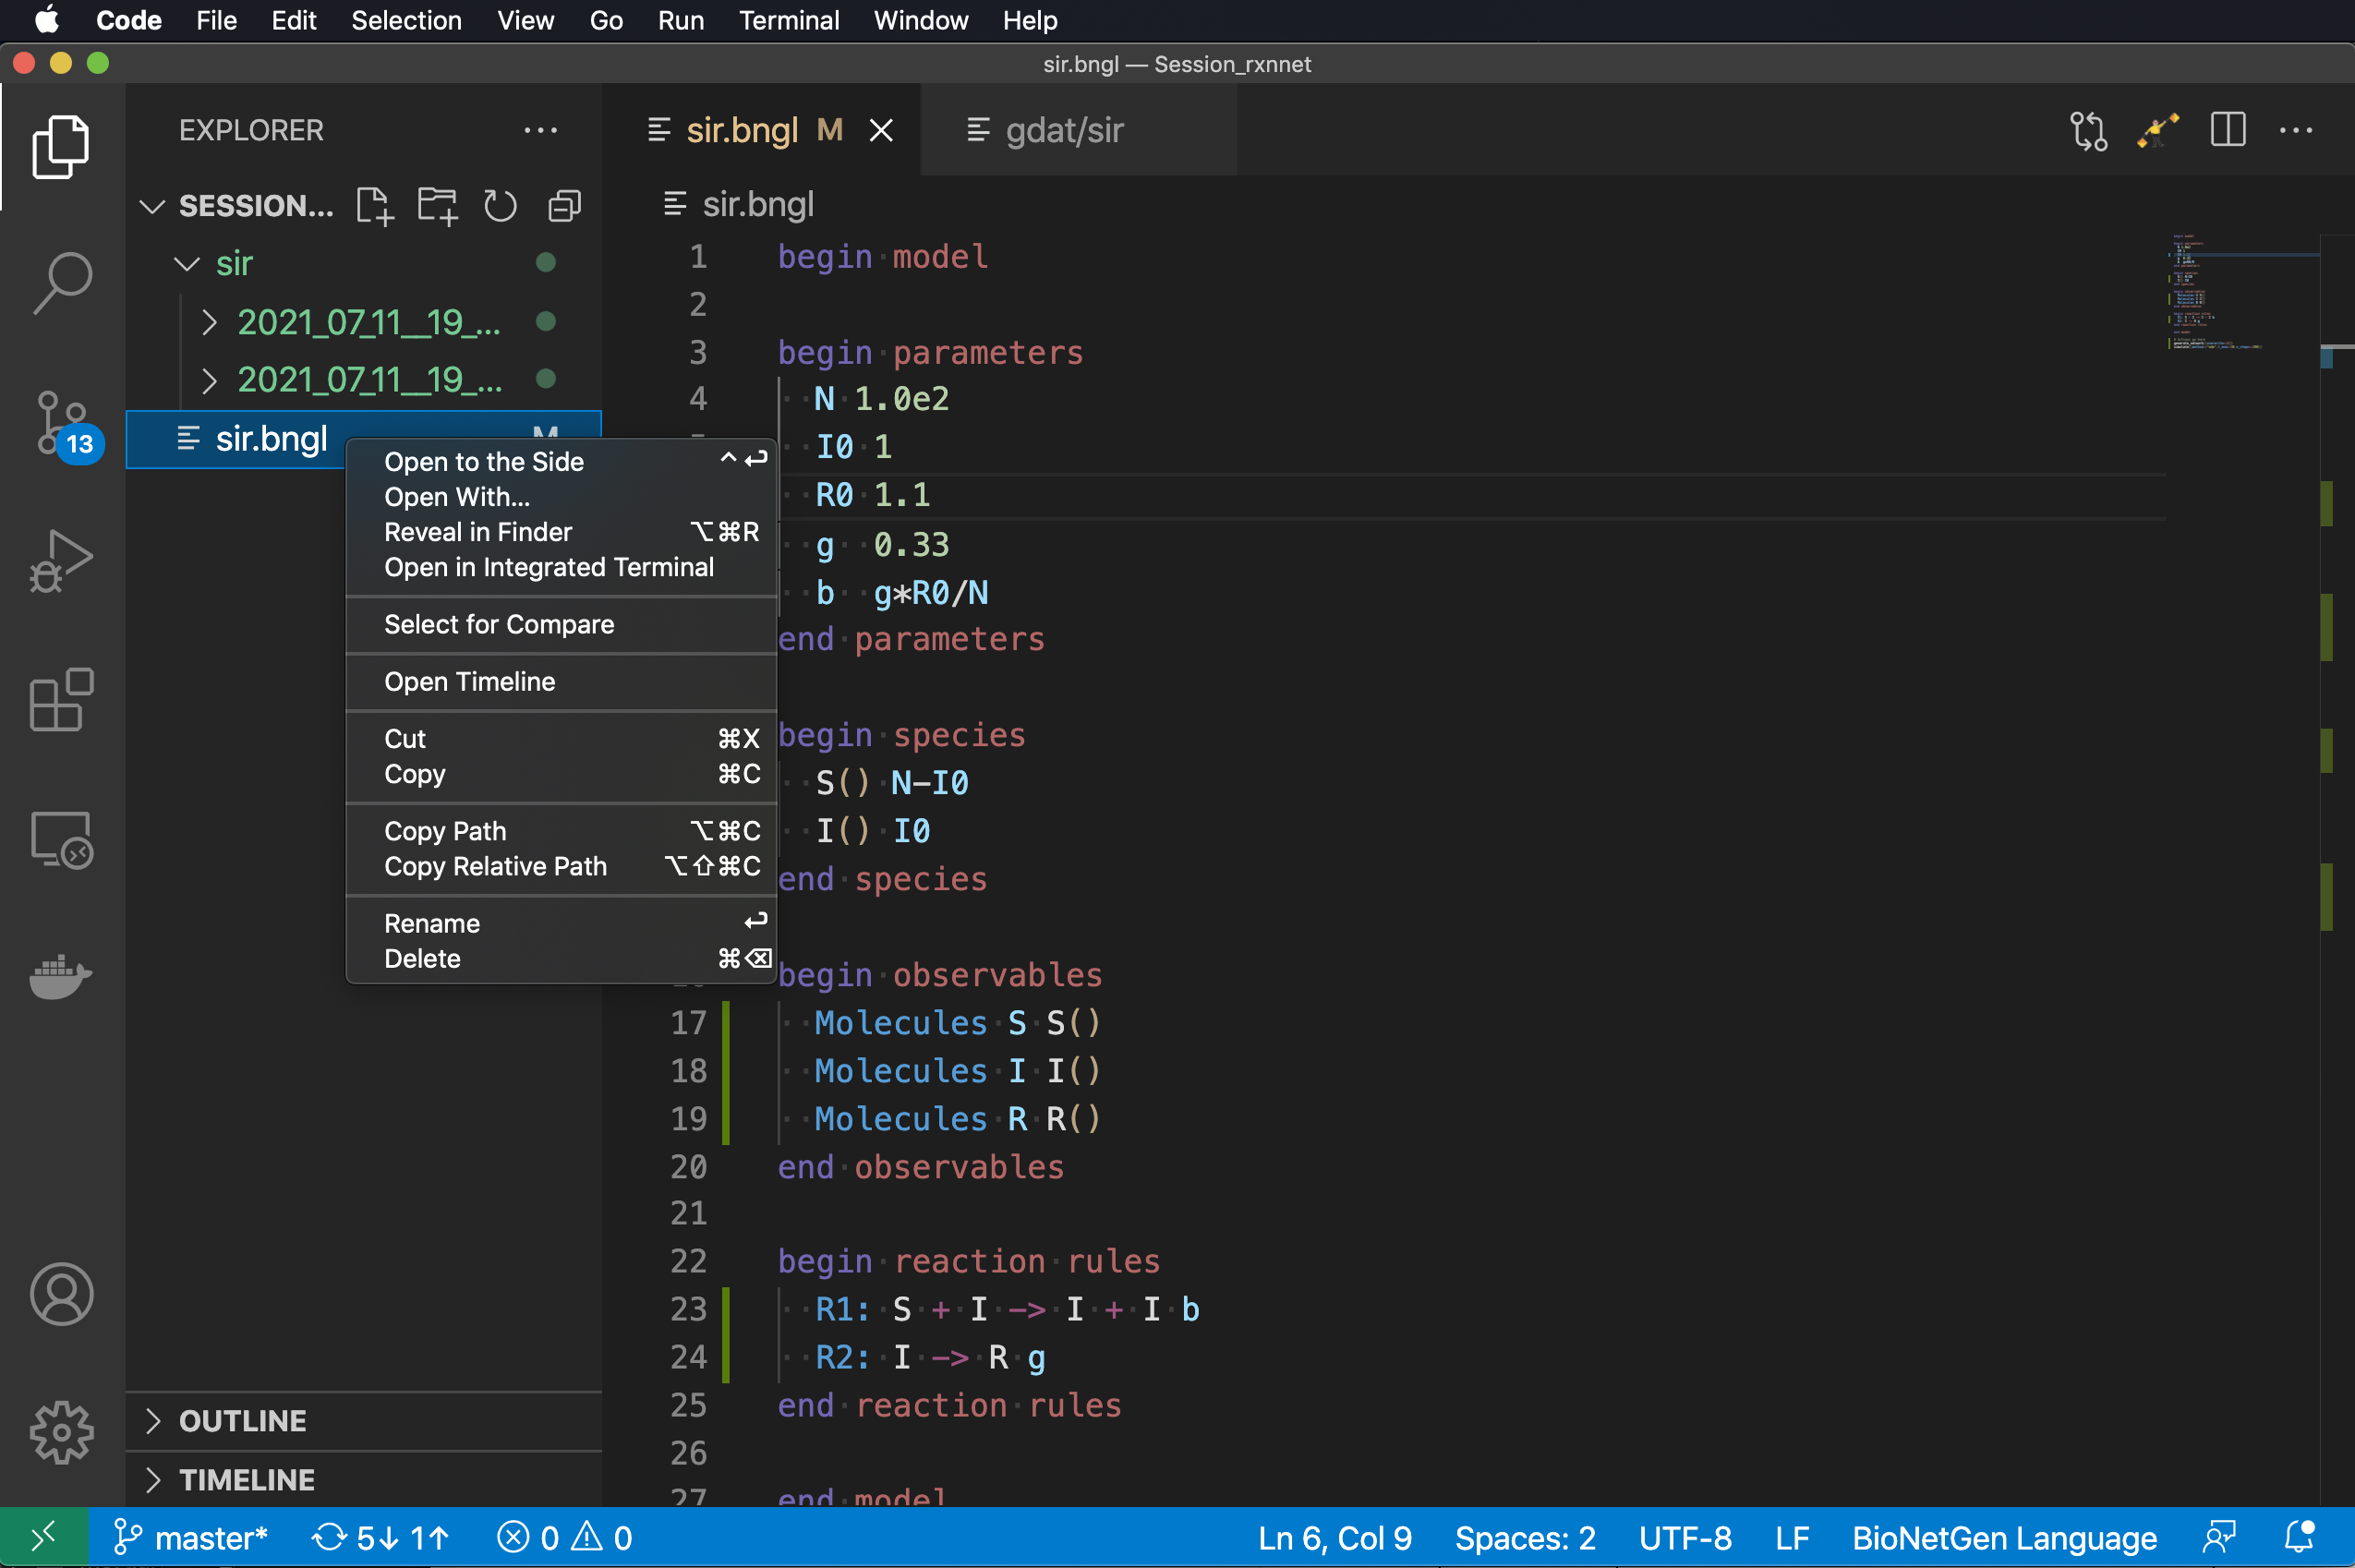 Code File Edit Selection View Go Run Terminal Window Help
sir.bngl — Session_rxnnet
EXPLORER
SESSION...
sir
2021_07_11__19_...
2021_07_11__19_...
sir.bngl
13
Open to the Side ^↩
Open With...
Reveal in Finder ⌥⌘R
Open in Integrated Terminal
Select for Compare
Open Timeline
Cut ⌘X
Copy ⌘C
Copy Path ⌥⌘C
Copy Relative Path ⌥⇧⌘C
Rename ↩
Delete ⌘⌫
OUTLINE
TIMELINE
sir.bngl M gdat/sir
sir.bngl
1 begin model
2
3 begin parameters
4 N 1.0e2
I0 1
R0 1.1
g 0.33
b g*R0/N
end parameters
begin species
S() N-I0
I() I0
end species
begin observables
17 Molecules S S()
18 Molecules I I()
19 Molecules R R()
20 end observables
21
22 begin reaction rules
23 R1: S + I -> I + I b
24 R2: I -> R g
25 end reaction rules
26
27 end model
master* 5↓ 1↑ 0 0 Ln 6, Col 9 Spaces: 2 UTF-8 LF BioNetGen Language